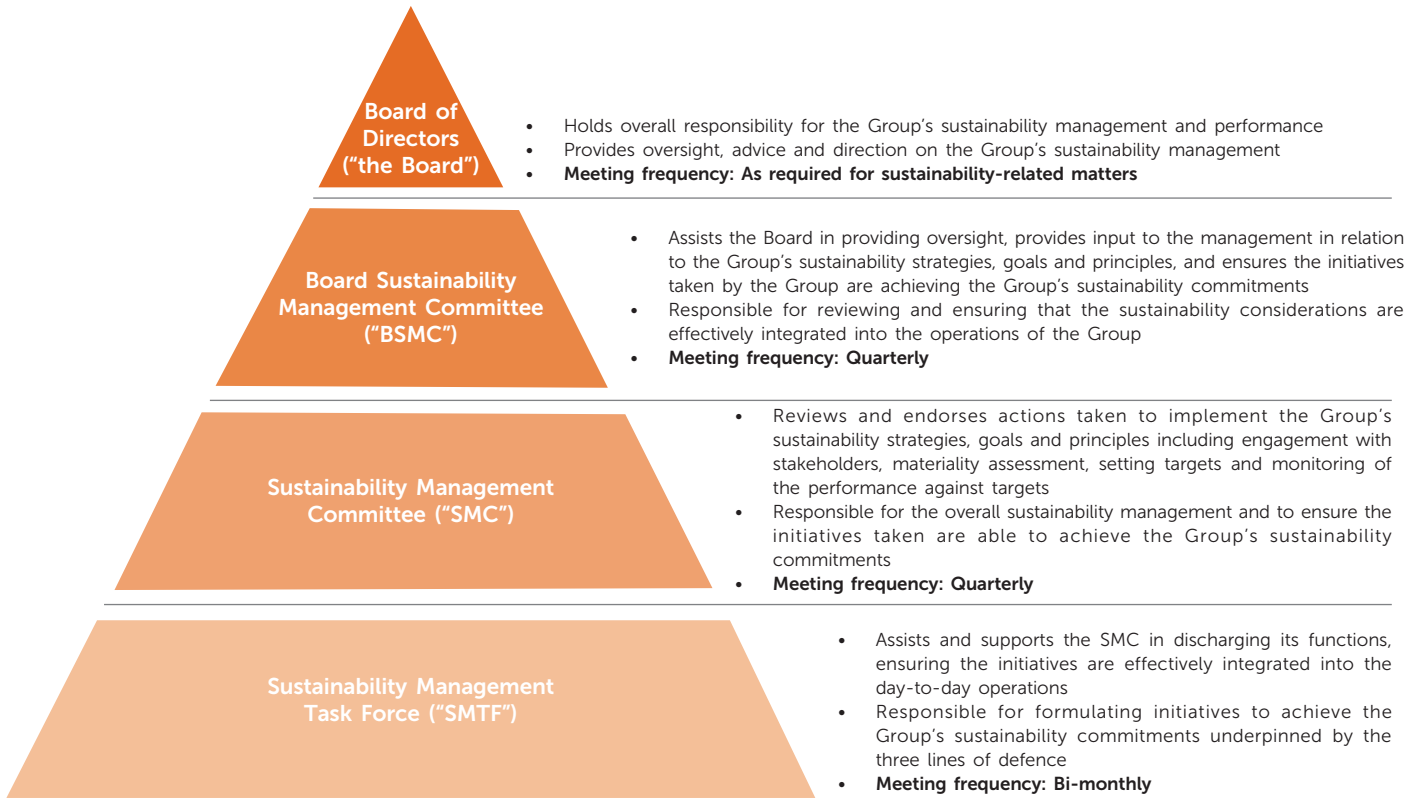 Board of
Directors
(“the Board”)
• Holds overall responsibility for the Group’s sustainability management and performance
• Provides oversight, advice and direction on the Group’s sustainability management
• Meeting frequency: As required for sustainability-related matters
Board Sustainability
Management Committee
(“BSMC”)
• Assists the Board in providing oversight, provides input to the management in relation
to the Group’s sustainability strategies, goals and principles, and ensures the initiatives
taken by the Group are achieving the Group’s sustainability commitments
• Responsible for reviewing and ensuring that the sustainability considerations are
effectively integrated into the operations of the Group
• Meeting frequency: Quarterly
Sustainability Management
Committee (“SMC”)
• Reviews and endorses actions taken to implement the Group’s
sustainability strategies, goals and principles including engagement with
stakeholders, materiality assessment, setting targets and monitoring of
the performance against targets
• Responsible for the overall sustainability management and to ensure the
initiatives taken are able to achieve the Group’s sustainability
commitments
• Meeting frequency: Quarterly
Sustainability Management
Task Force (“SMTF”)
• Assists and supports the SMC in discharging its functions,
ensuring the initiatives are effectively integrated into the
day-to-day operations
• Responsible for formulating initiatives to achieve the
Group’s sustainability commitments underpinned by the
three lines of defence
• Meeting frequency: Bi-monthly